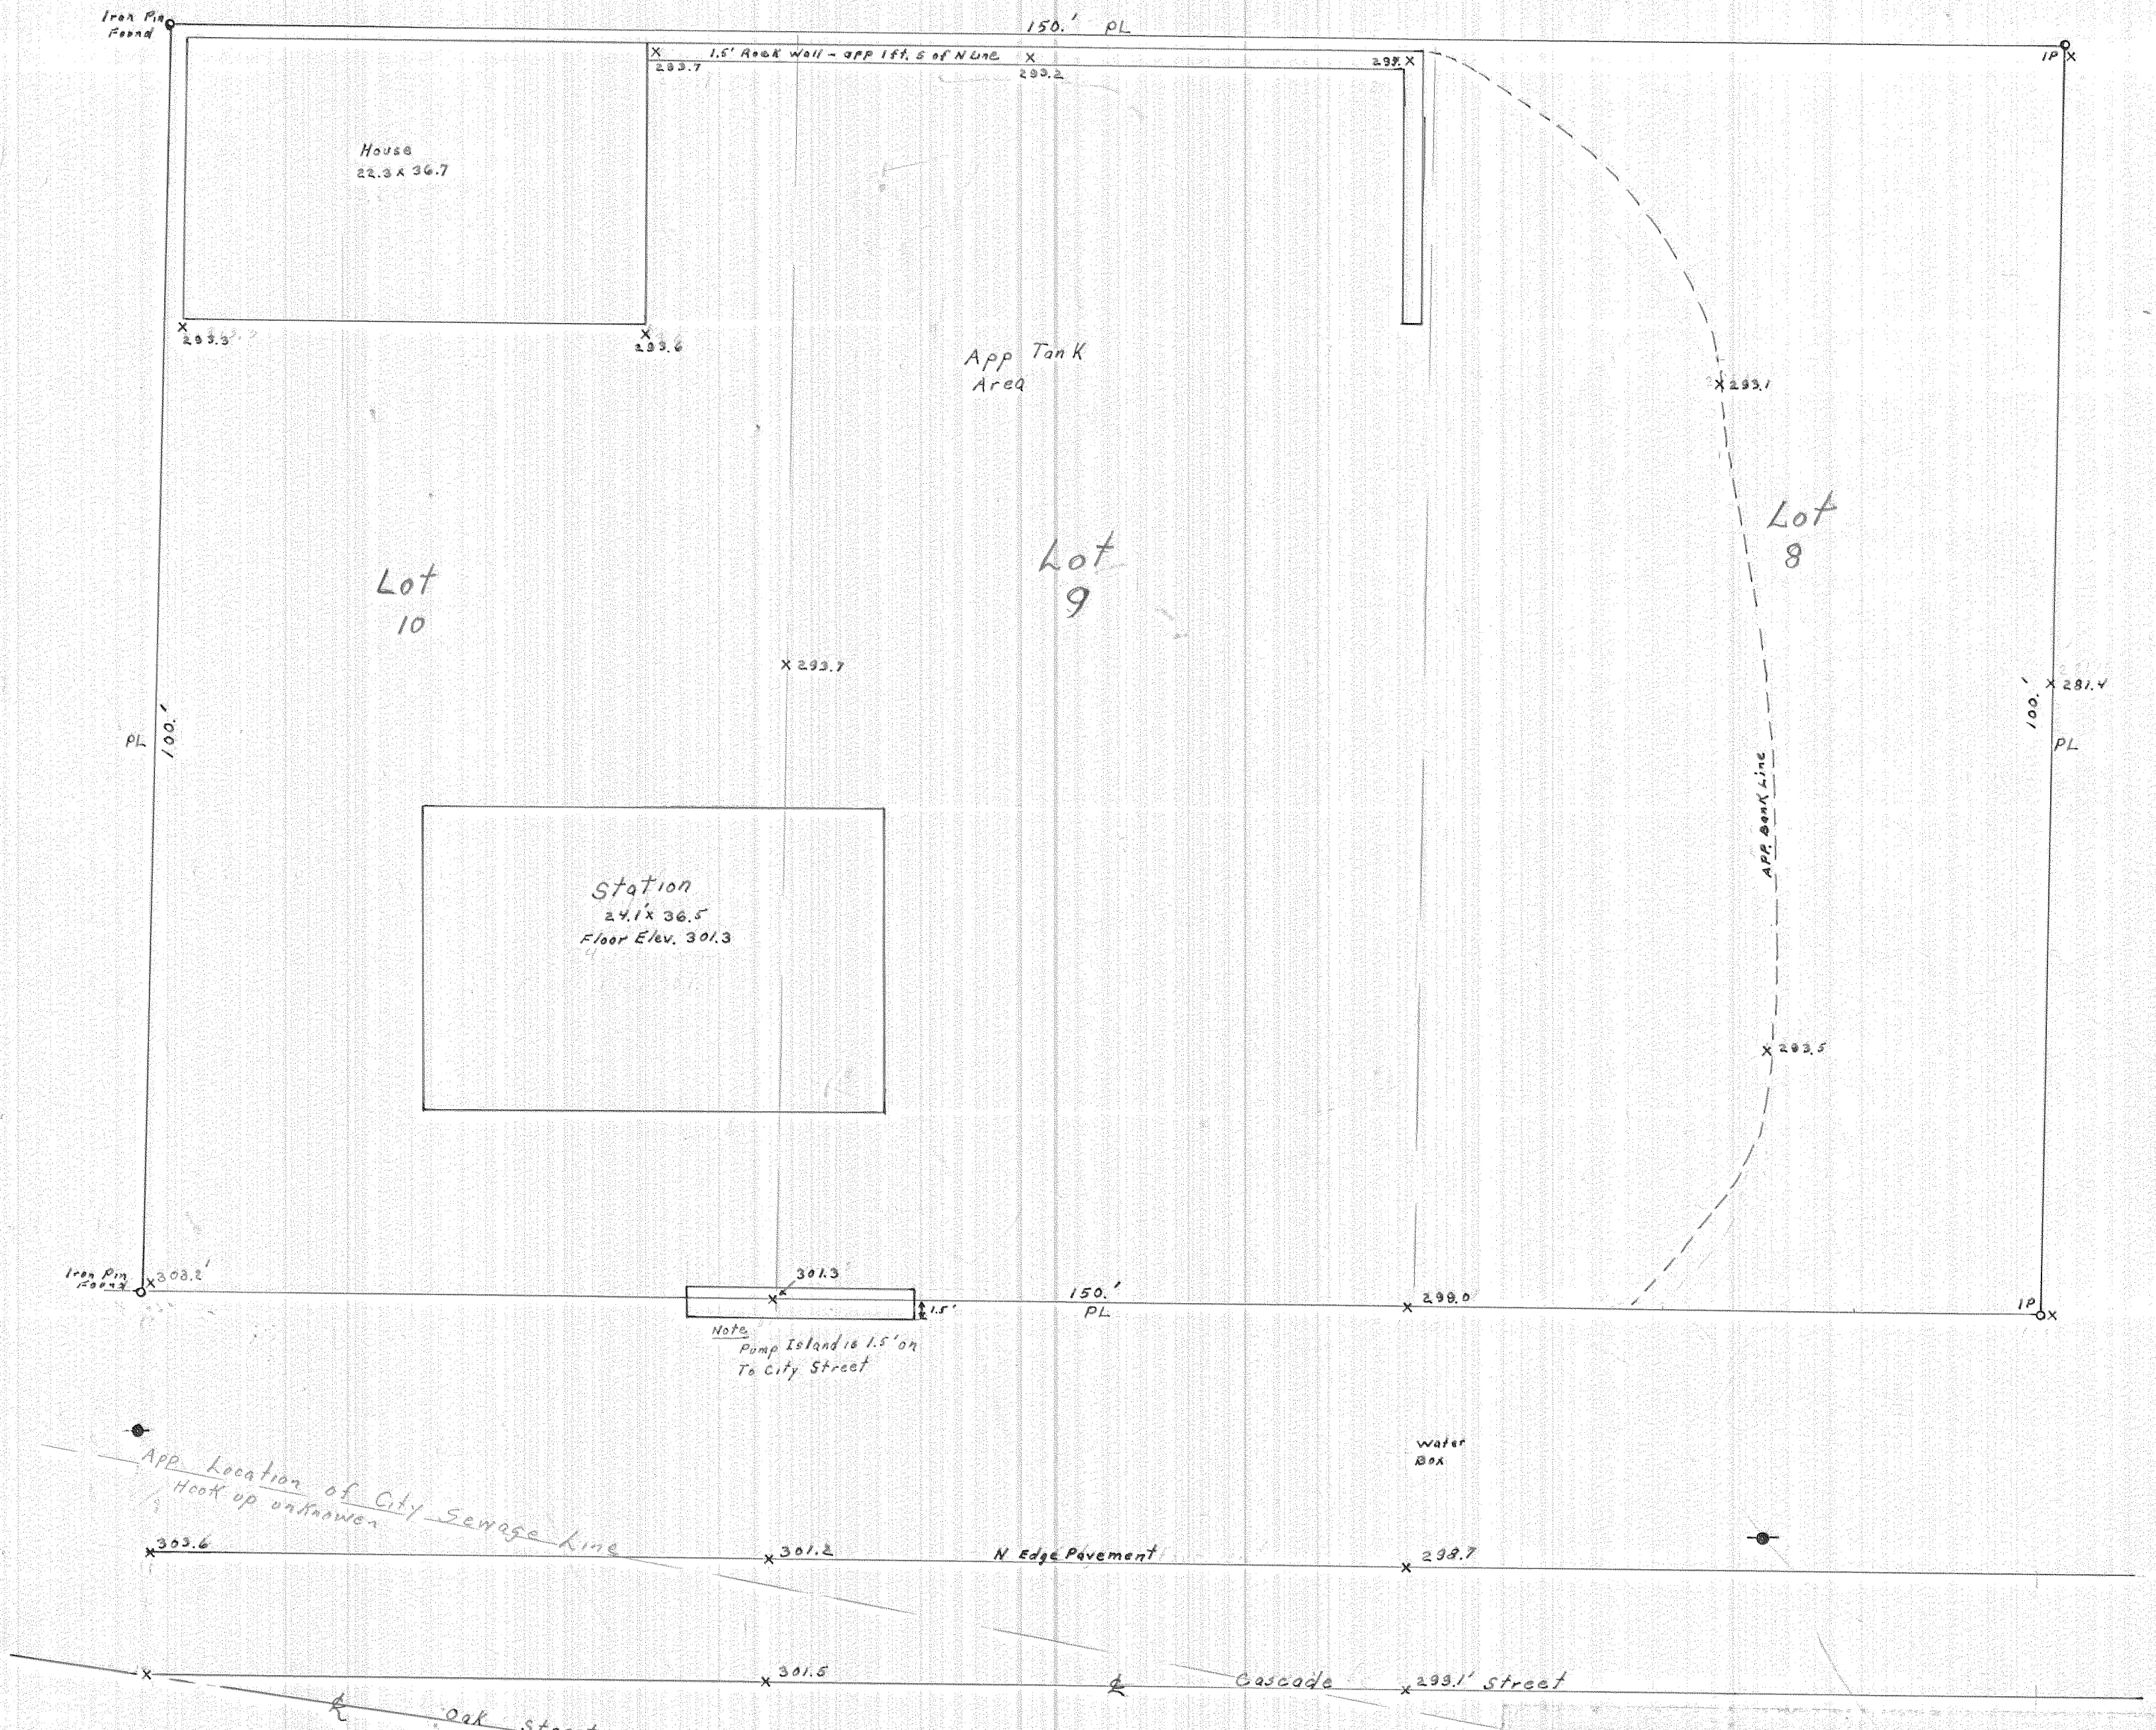 Iron Pin
Found
150.' PL
IP
1.5' Rock Wall - app 1 ft. S of N Line
293.7
293.2
House
22.3 x 36.7
293.3
293.6
App Tank
Area
293.1
Lot
8
Lot
9
Lot
10
293.7
281.4
100.'
PL
PL
100.'
APP. Bank Line
Station
24.1' x 36.5
Floor Elev. 301.3
293.5
Iron Pin
Found
303.2'
301.3
1.5'
150.'
PL
299.0
IP
Note
Pump Island is 1.5' on
To City Street
Water
Box
App. Location of City Sewage Line
Hook up unknowen
303.6
301.2
N Edge Pavement
298.7
301.5
℄
Cascade
299.1' Street
℄
Oak